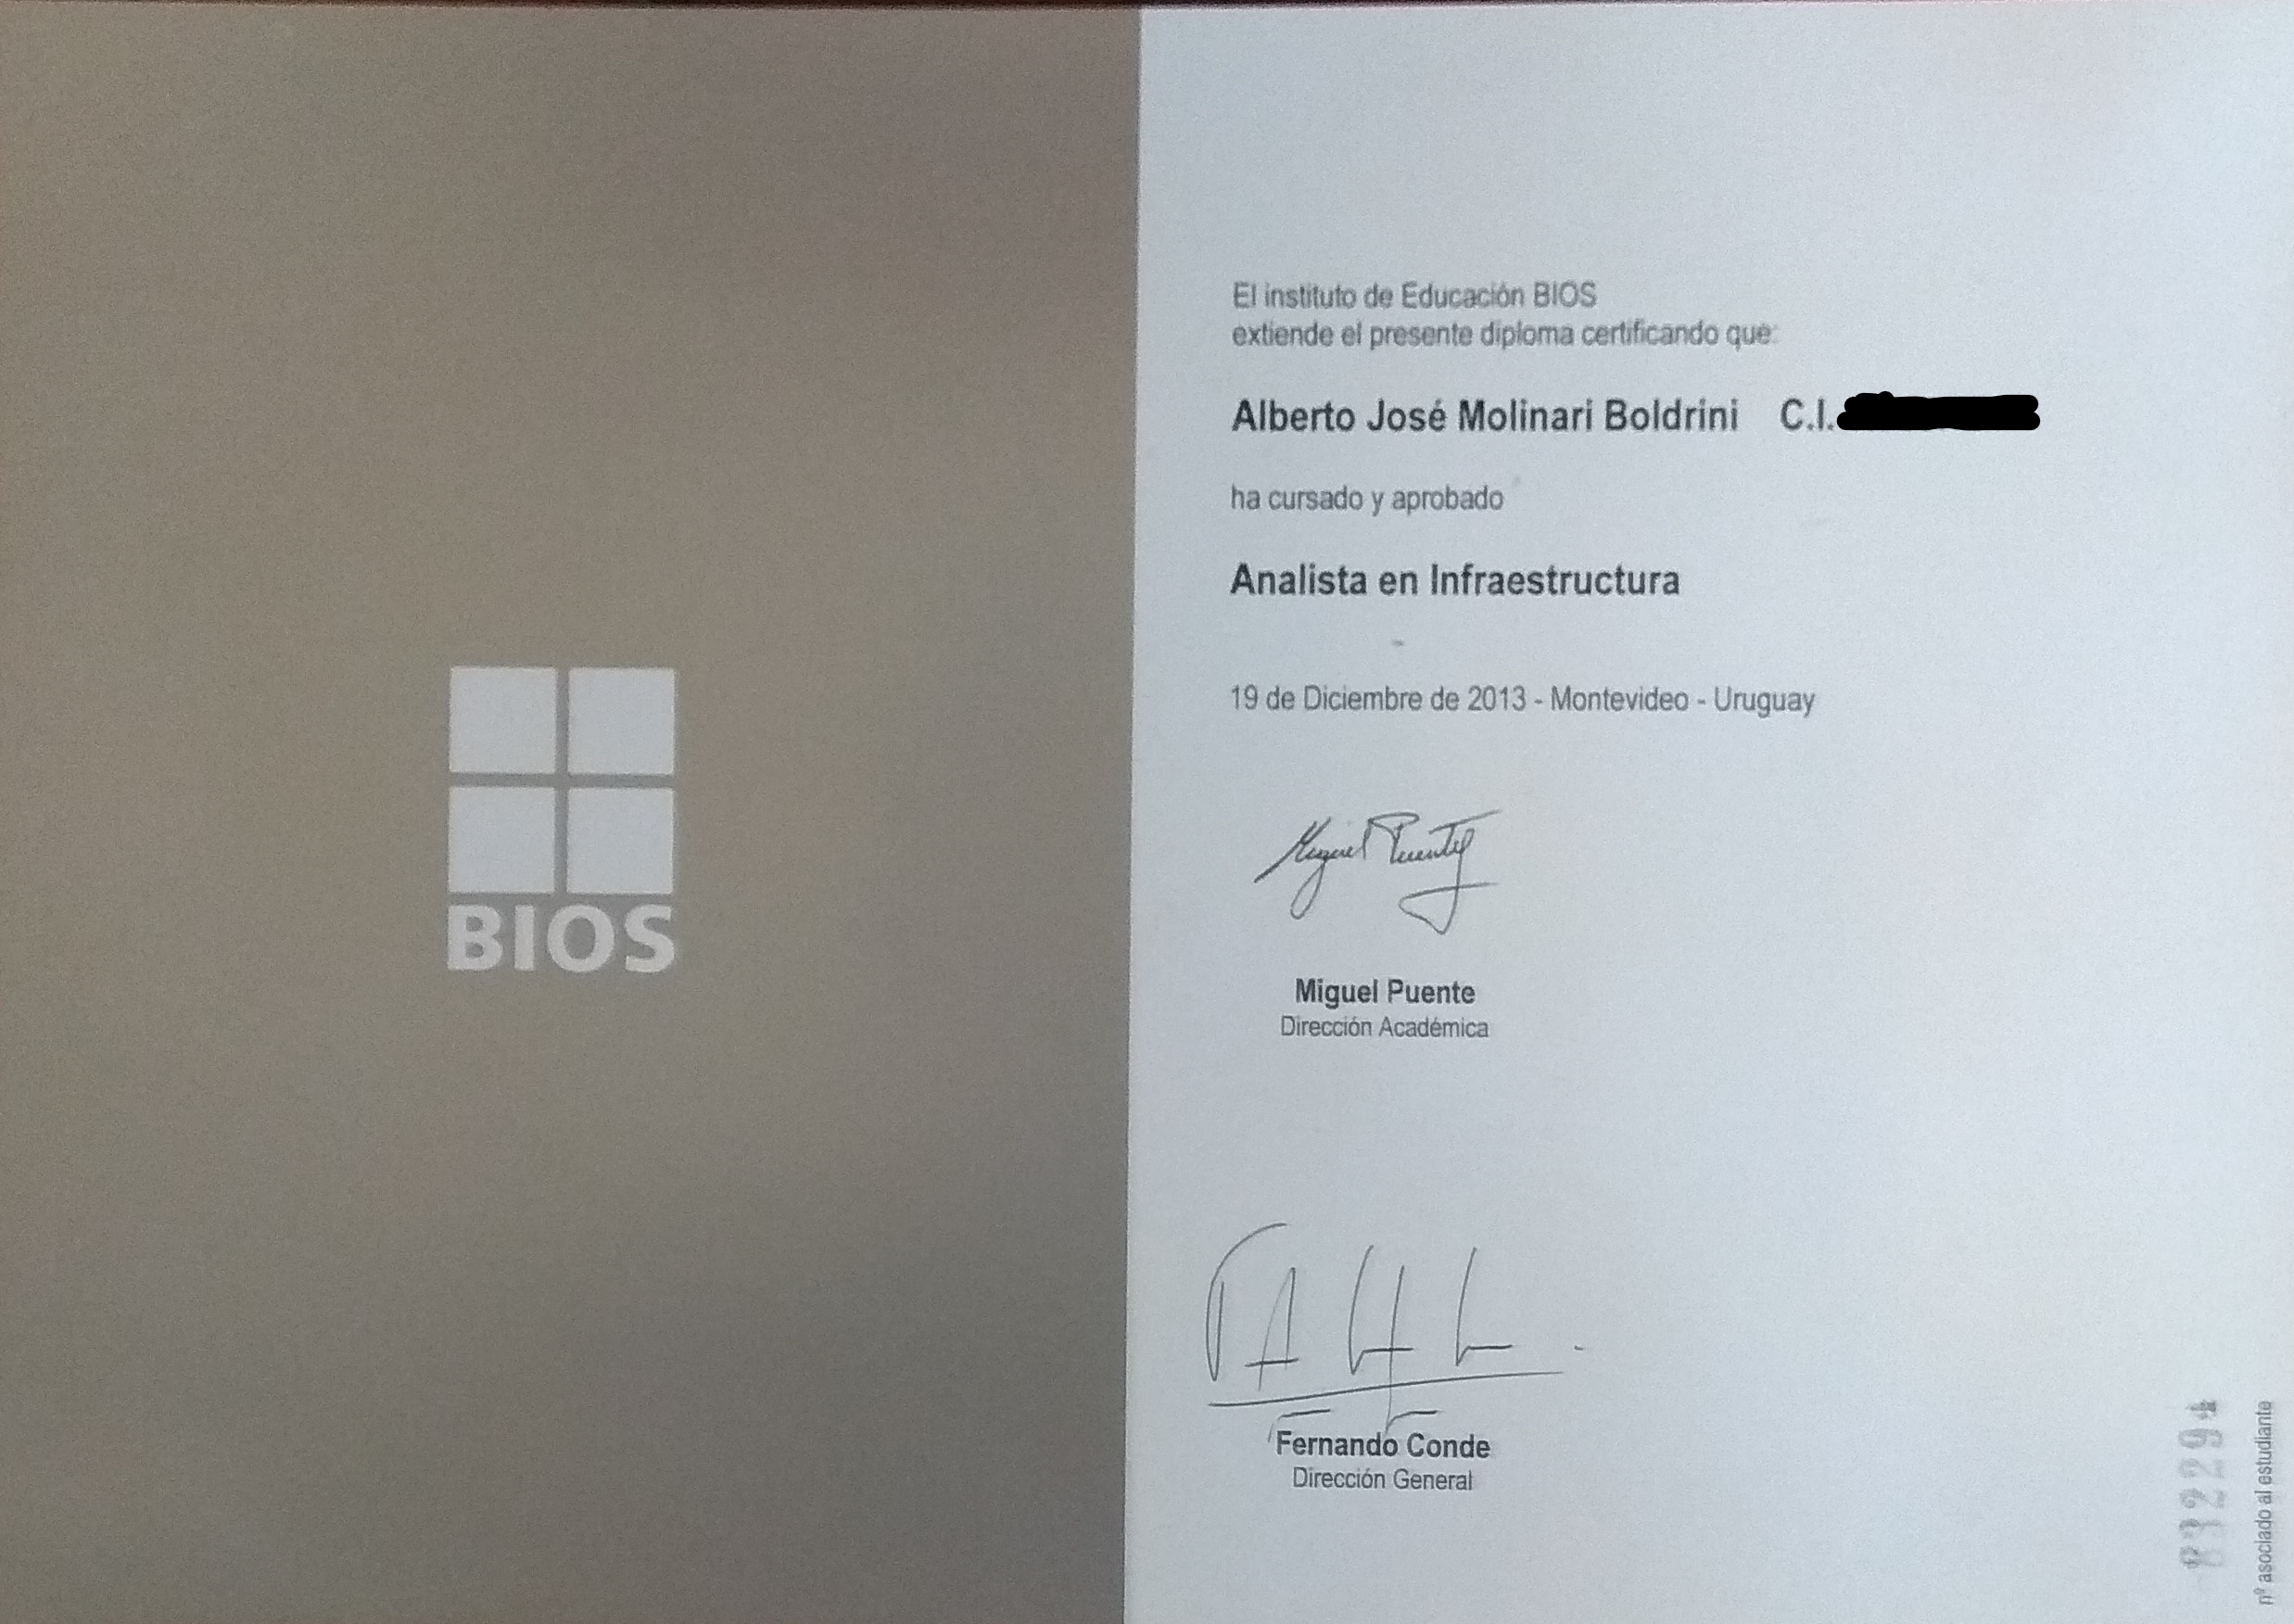 BIOS
El instituto de Educación BIOS
extiende el presente diploma certificando que:
Alberto José Molinari Boldrini C.I.
ha cursado y aprobado
Analista en Infraestructura
19 de Diciembre de 2013 - Montevideo - Uruguay
Miguel Puente
Miguel Puente
Dirección Académica
Fernando Conde
Dirección General
nº asociado al estudiante